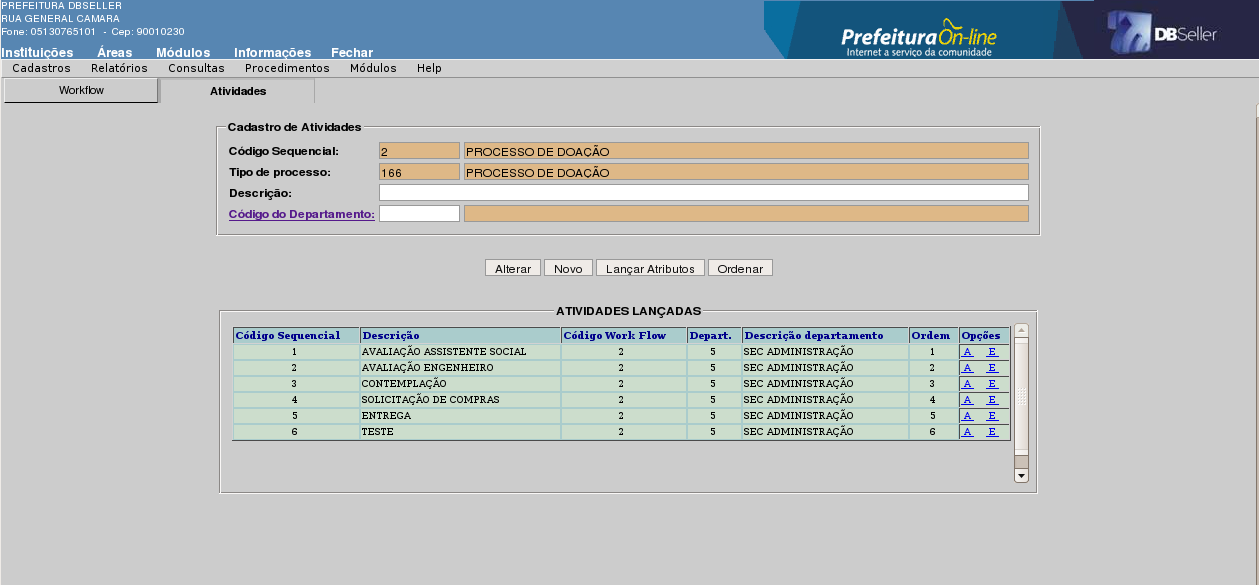 PREFEITURA DBSELLER
RUA GENERAL CAMARA
Fone: 05130765101 - Cep: 90010230
PrefeituraOn-line
Internet a serviço da comunidade
DBSeller
Instituições Áreas Módulos Informações Fechar
Cadastros Relatórios Consultas Procedimentos Módulos Help
Workflow Atividades
Cadastro de Atividades
Código Sequencial: 2 PROCESSO DE DOAÇÃO
Tipo de processo: 166 PROCESSO DE DOAÇÃO
Descrição:
Código do Departamento:
Alterar Novo Lançar Atributos Ordenar
ATIVIDADES LANÇADAS
Código Sequencial Descrição Código Work Flow Depart. Descrição departamento Ordem Opções
1 AVALIAÇÃO ASSISTENTE SOCIAL 2 5 SEC ADMINISTRAÇÃO 1 A E
2 AVALIAÇÃO ENGENHEIRO 2 5 SEC ADMINISTRAÇÃO 2 A E
3 CONTEMPLAÇÃO 2 5 SEC ADMINISTRAÇÃO 3 A E
4 SOLICITAÇÃO DE COMPRAS 2 5 SEC ADMINISTRAÇÃO 4 A E
5 ENTREGA 2 5 SEC ADMINISTRAÇÃO 5 A E
6 TESTE 2 5 SEC ADMINISTRAÇÃO 6 A E